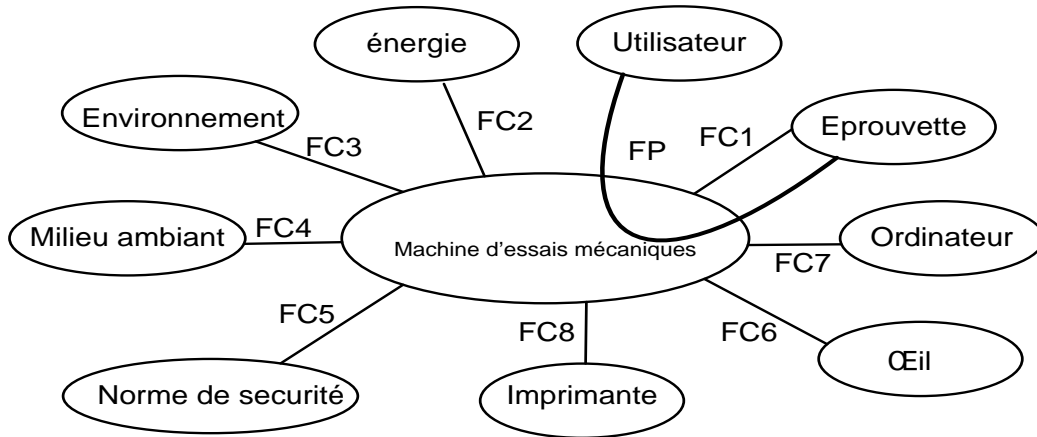 énergie
Utilisateur
Environnement
FC2
FC1
Eprouvette
FC3
FP
Milieu ambiant
FC4
Machine d'essais mécaniques
Ordinateur
FC7
FC5
FC8
FC6
Norme de securité
Imprimante
Œil